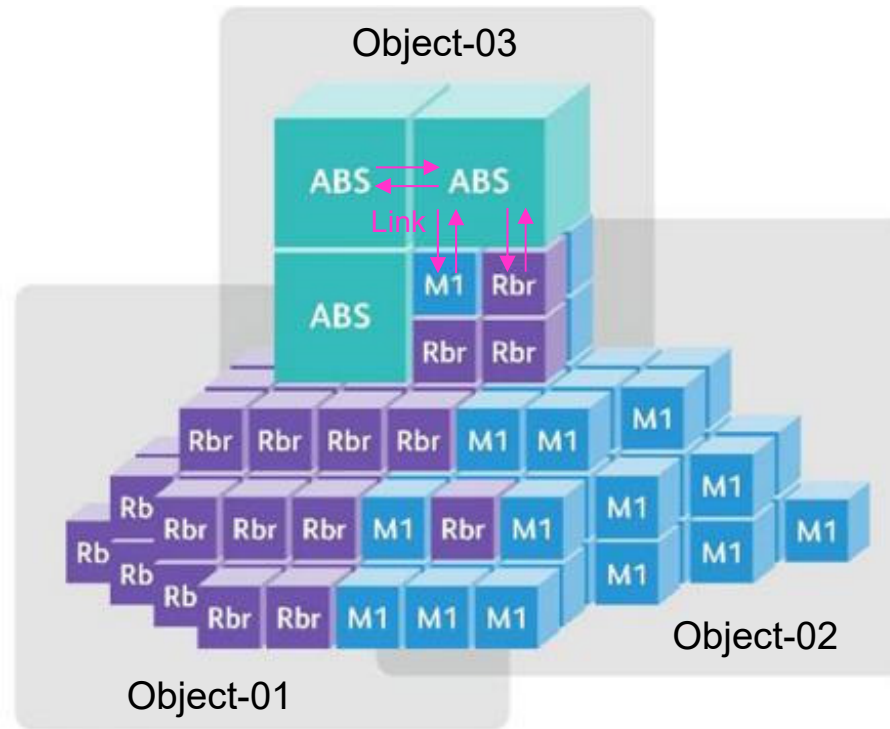 Object-03
ABS ABS
Link
ABS M1 Rbr
Rbr Rbr
Rbr Rbr Rbr Rbr M1 M1 M1
Rb Rbr Rbr Rbr M1 Rbr M1 M1 M1
Rb Rb M1 M1 M1
Rb Rbr Rbr M1 M1 M1
Object-02
Object-01